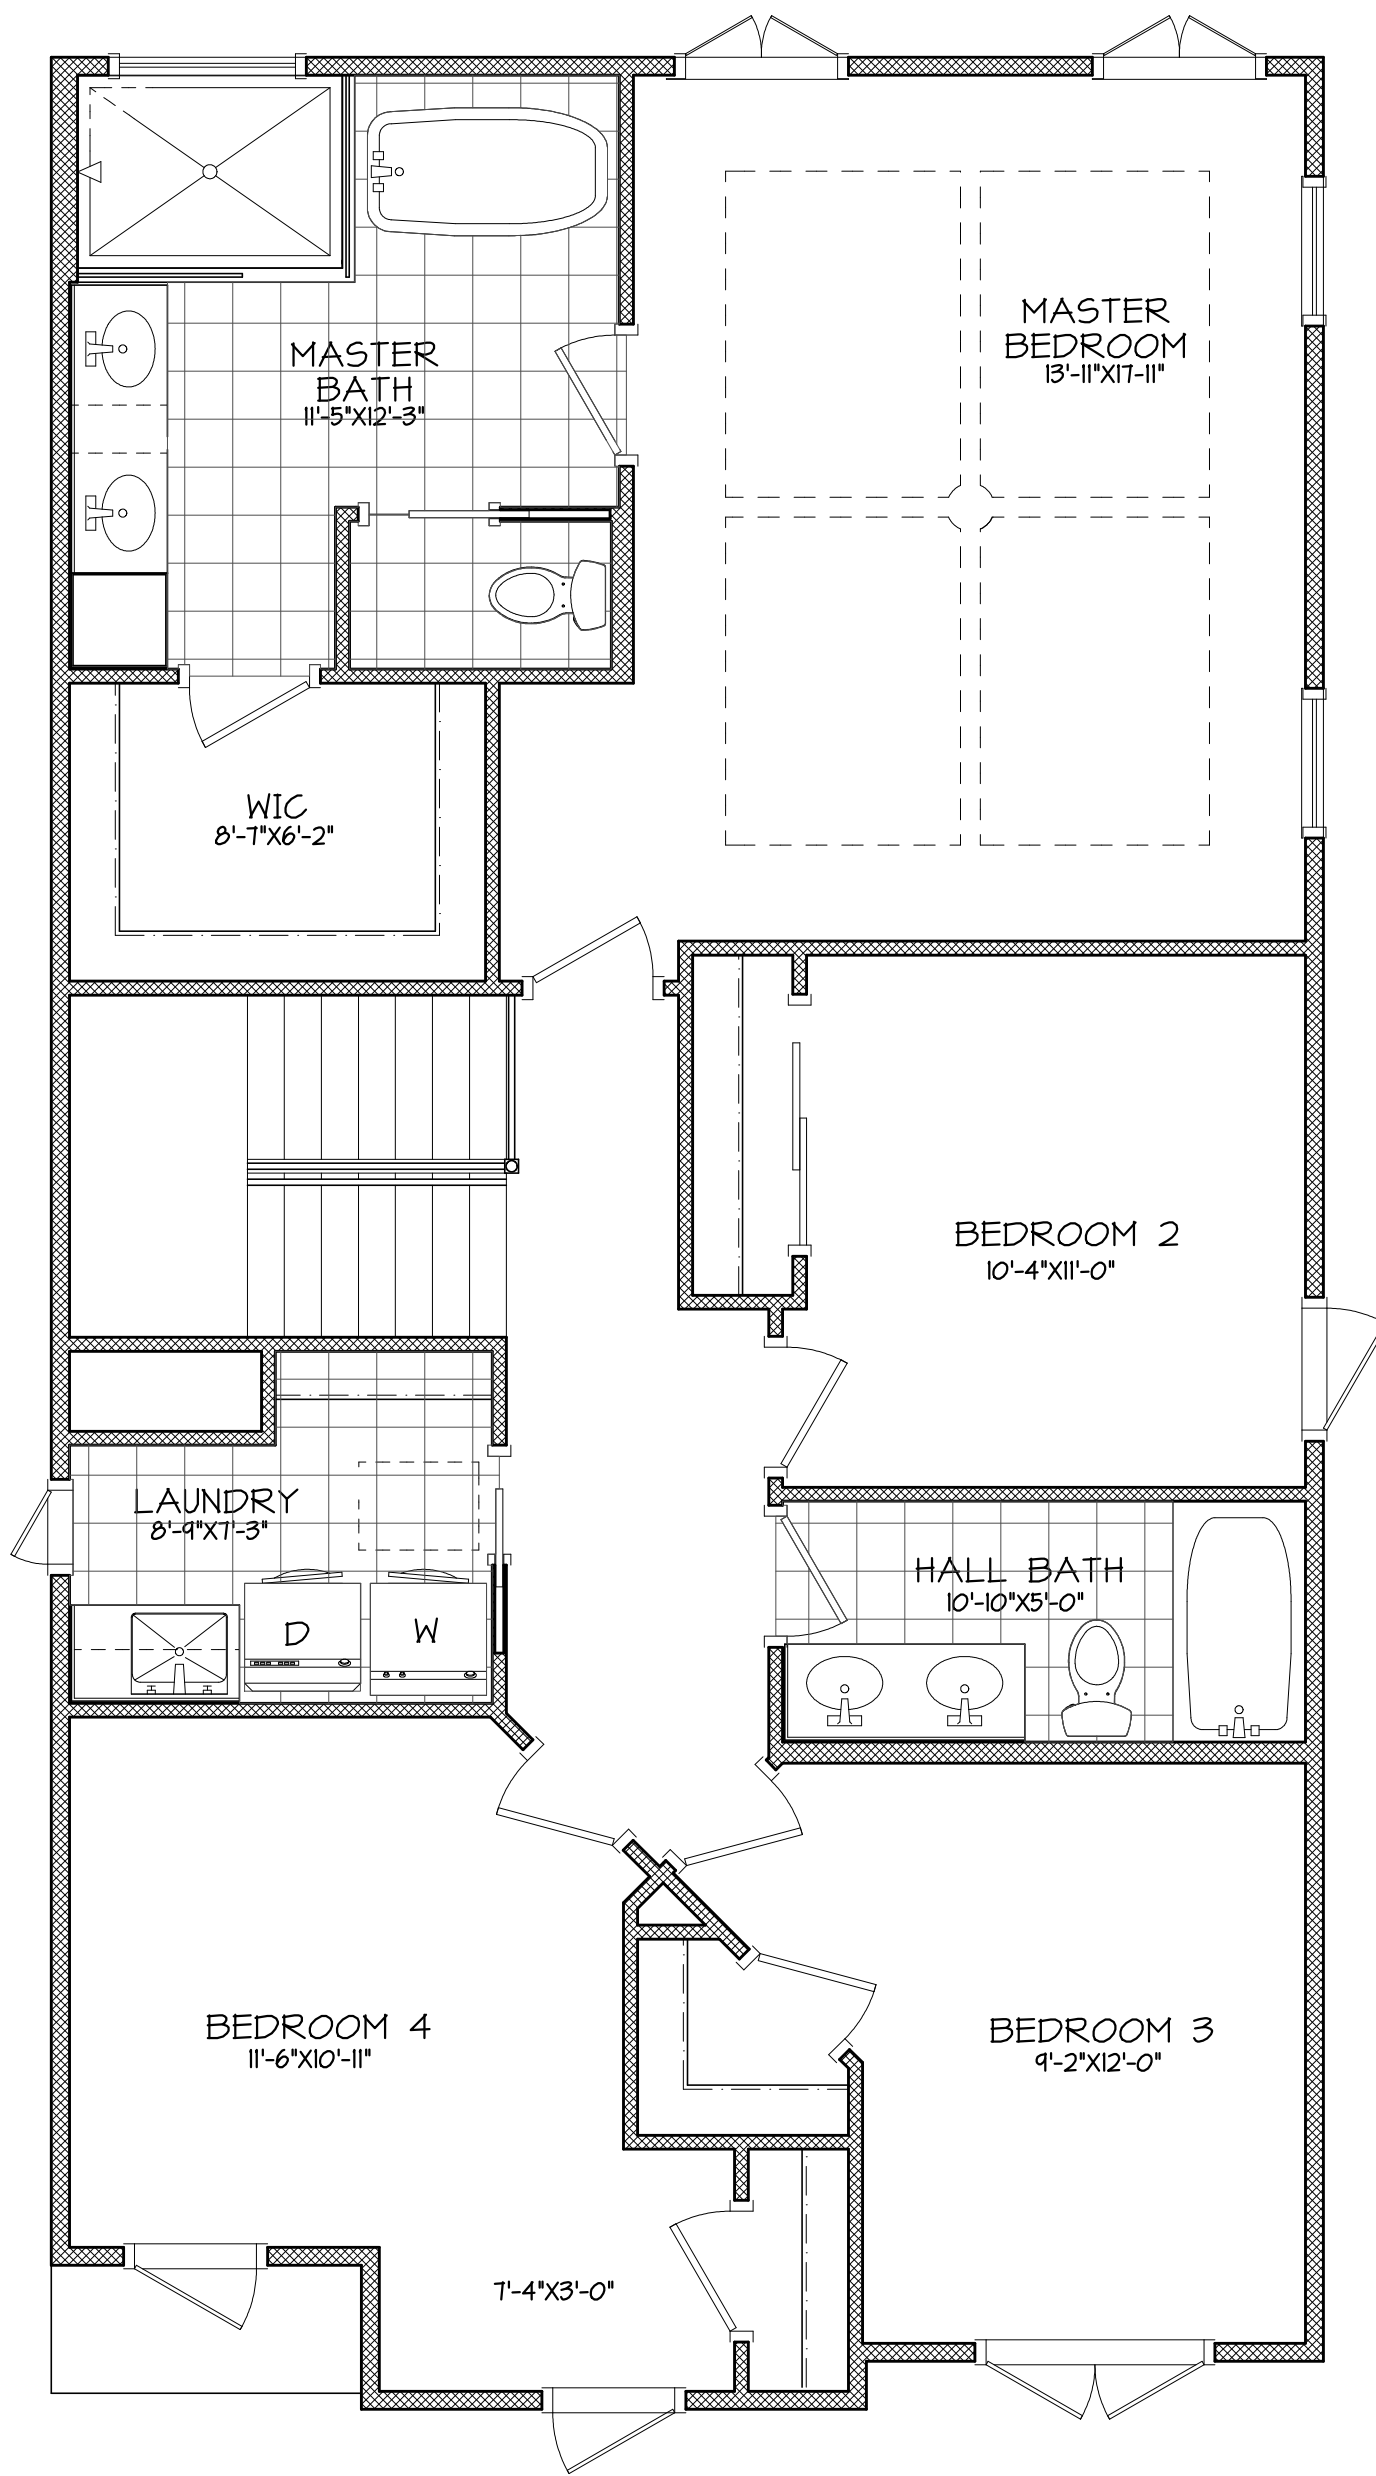 MASTER
BEDROOM
13'-11"X17-11"
MASTER
BATH
11'-5"X12'-3"
WIC
8'-7"X6'-2"
BEDROOM 2
10'-4"X11'-0"
LAUNDRY
8'-9"X7'-3"
D
W
HALL BATH
10'-10"X5'-0"
BEDROOM 4
11'-6"X10'-11"
BEDROOM 3
9'-2"X12'-0"
7'-4"X3'-0"